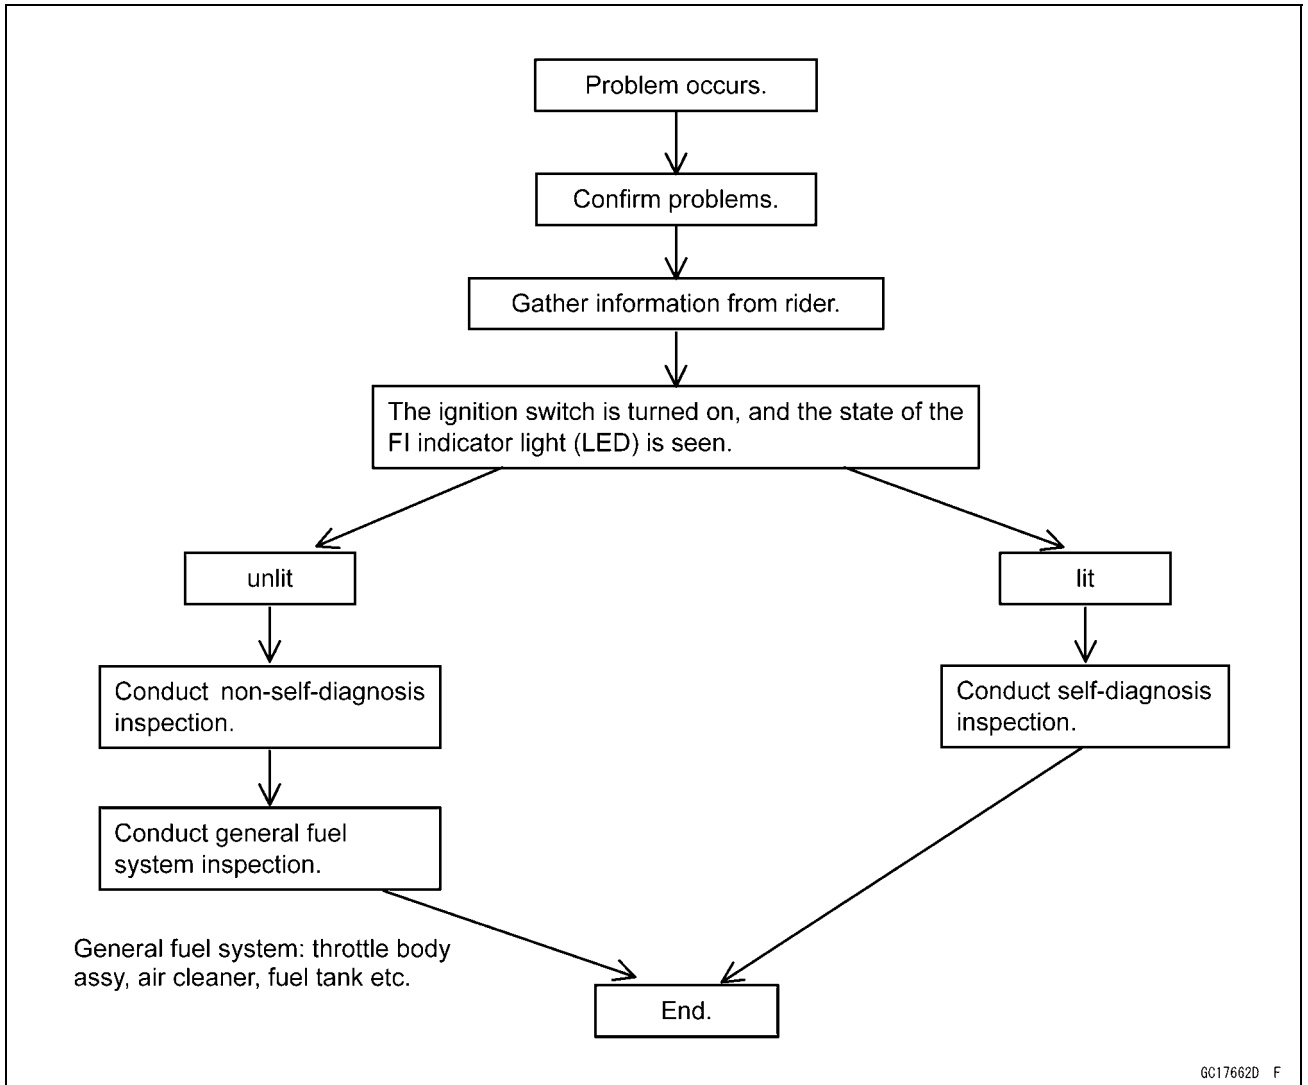 Problem occurs.
Confirm problems.
Gather information from rider.
The ignition switch is turned on, and the state of the
FI indicator light (LED) is seen.
unlit
lit
Conduct non-self-diagnosis
inspection.
Conduct self-diagnosis
inspection.
Conduct general fuel
system inspection.
General fuel system: throttle body
assy, air cleaner, fuel tank etc.
End.
GC17662D F